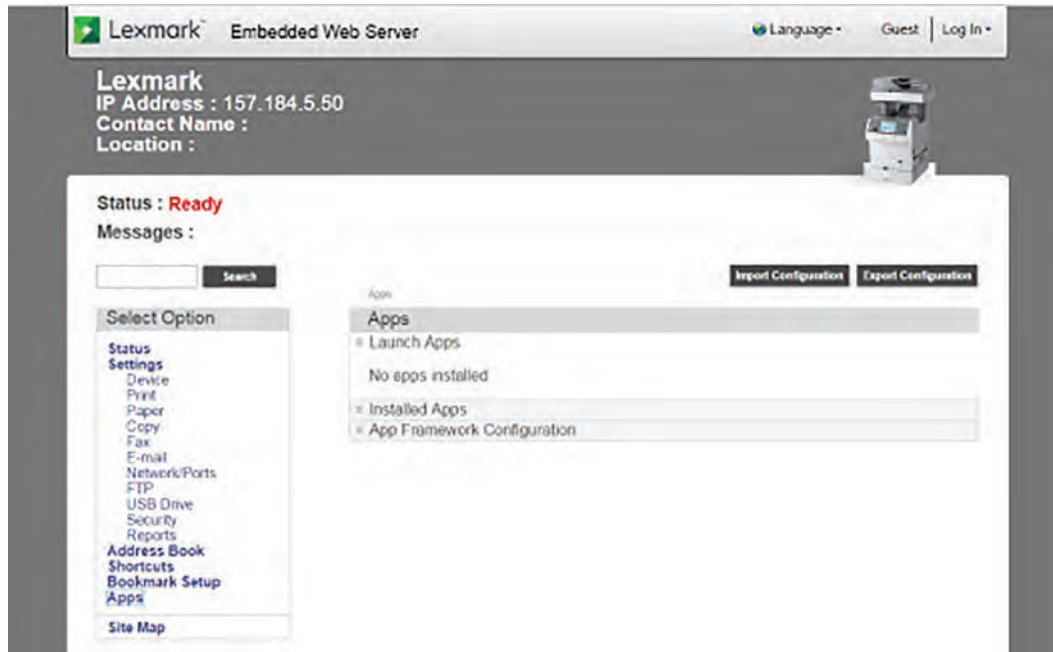 Lexmark™ Embedded Web Server Language Guest Log In
Lexmark
IP Address : 157.184.5.50
Contact Name :
Location :
Status : Ready
Messages :
Search
Import Configuration Export Configuration
Apps
Select Option
Status
Settings
Device
Print
Paper
Copy
Fax
E-mail
Network/Ports
FTP
USB Drive
Security
Reports
Address Book
Shortcuts
Bookmark Setup
Apps
Site Map
Apps
Launch Apps
No apps installed
Installed Apps
App Framework Configuration